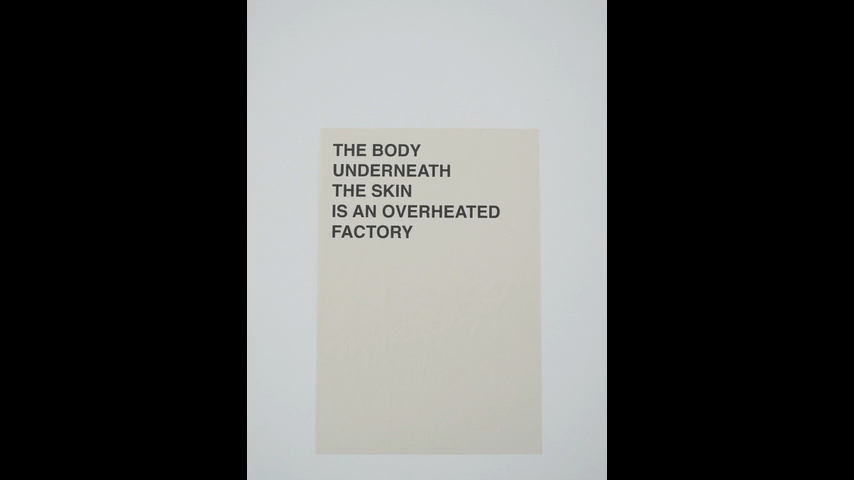 THE BODY
UNDERNEATH
THE SKIN
IS AN OVERHEATED
FACTORY